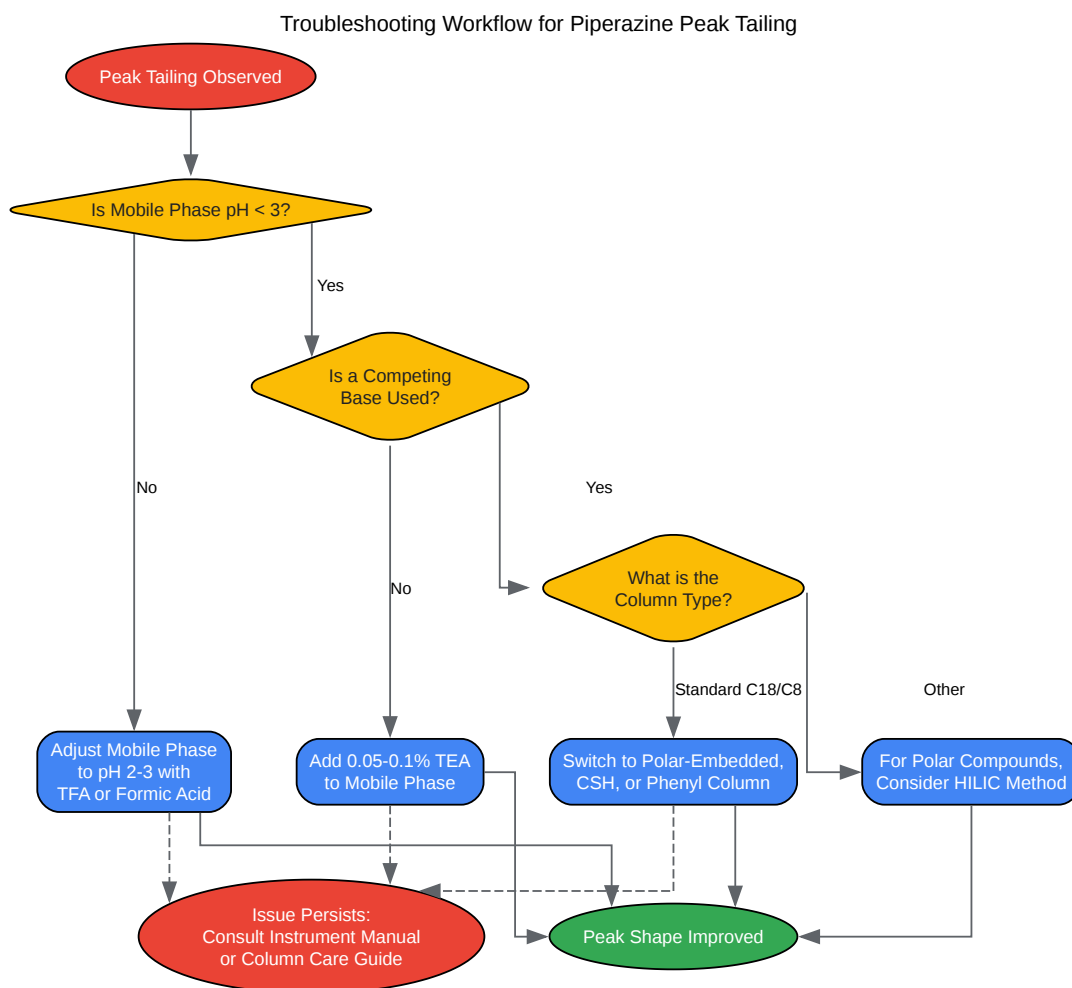 Troubleshooting Workflow for Piperazine Peak Tailing
Peak Tailing Observed
Is Mobile Phase pH < 3?
Yes
Is a Competing
Base Used?
No
Yes
What is the
Column Type?
No
Standard C18/C8
Other
Adjust Mobile Phase
to pH 2-3 with
TFA or Formic Acid
Add 0.05-0.1% TEA
to Mobile Phase
Switch to Polar-Embedded,
CSH, or Phenyl Column
For Polar Compounds,
Consider HILIC Method
Issue Persists:
Consult Instrument Manual
or Column Care Guide
Peak Shape Improved